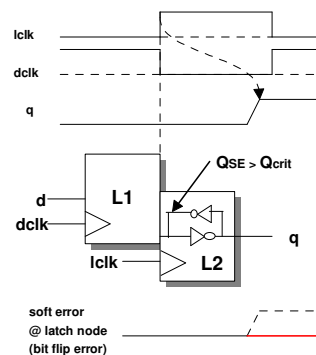 lclk
dclk
q
QSE > Qcrit
L1
d
dclk
q
lclk
L2
soft error
@ latch node
(bit flip error)